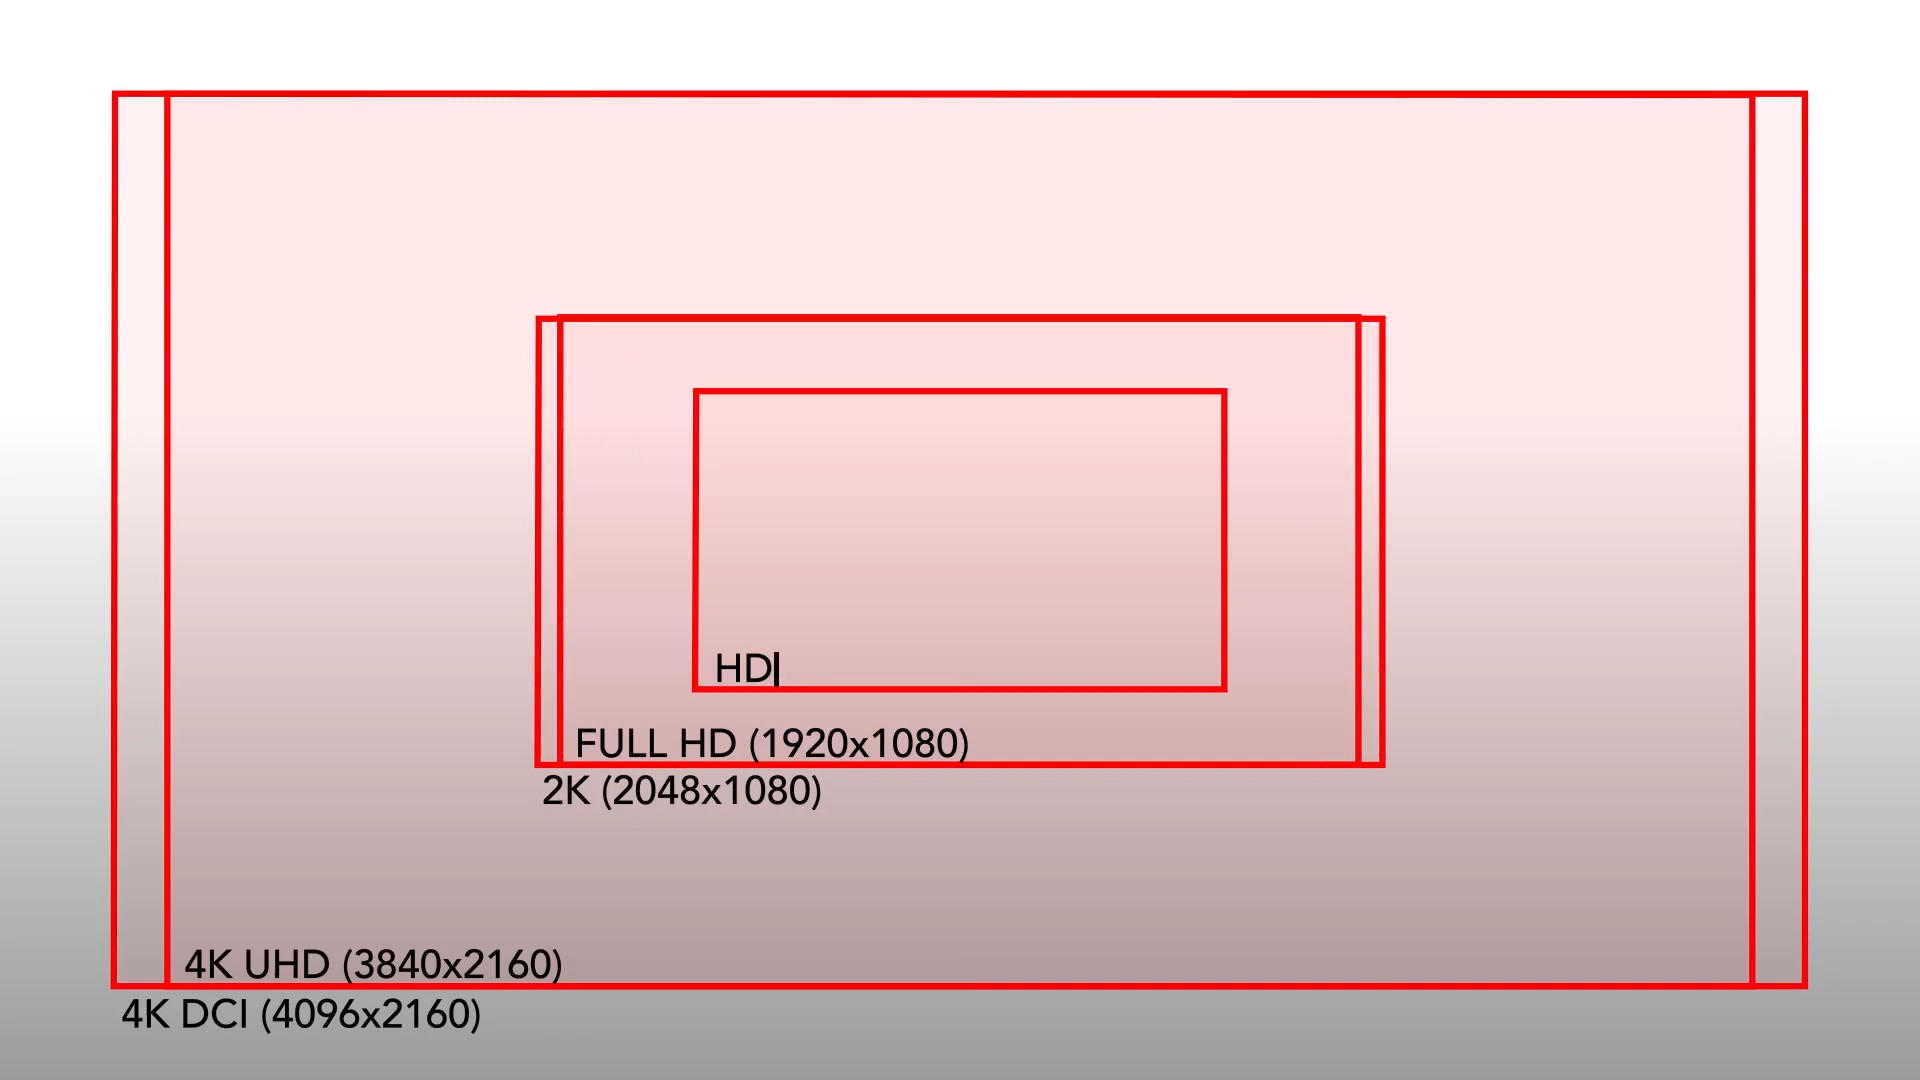 HD
FULL HD (1920x1080)
2K (2048x1080)
4K UHD (3840x2160)
4K DCI (4096x2160)